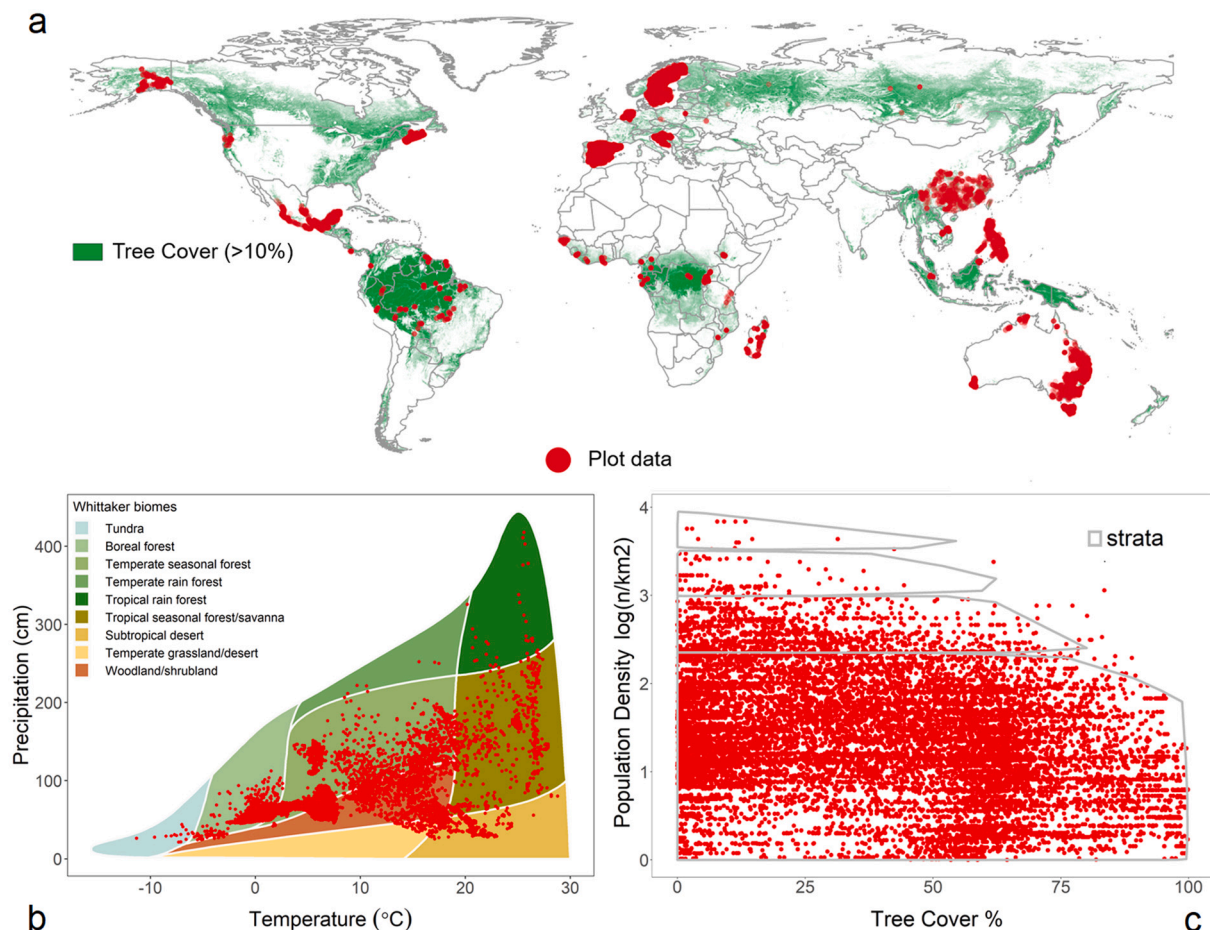 a
Tree Cover (>10%)
Plot data
Whittaker biomes
Tundra
Boreal forest
Temperate seasonal forest
Temperate rain forest
Tropical rain forest
Tropical seasonal forest/savanna
Subtropical desert
Temperate grassland/desert
Woodland/shrubland
Precipitation (cm)
400
300
200
100
0
-10
0
10
20
30
Temperature (°C)
b
strata
Population Density log(n/km2)
4
3
2
1
0
0
25
50
75
100
Tree Cover %
c